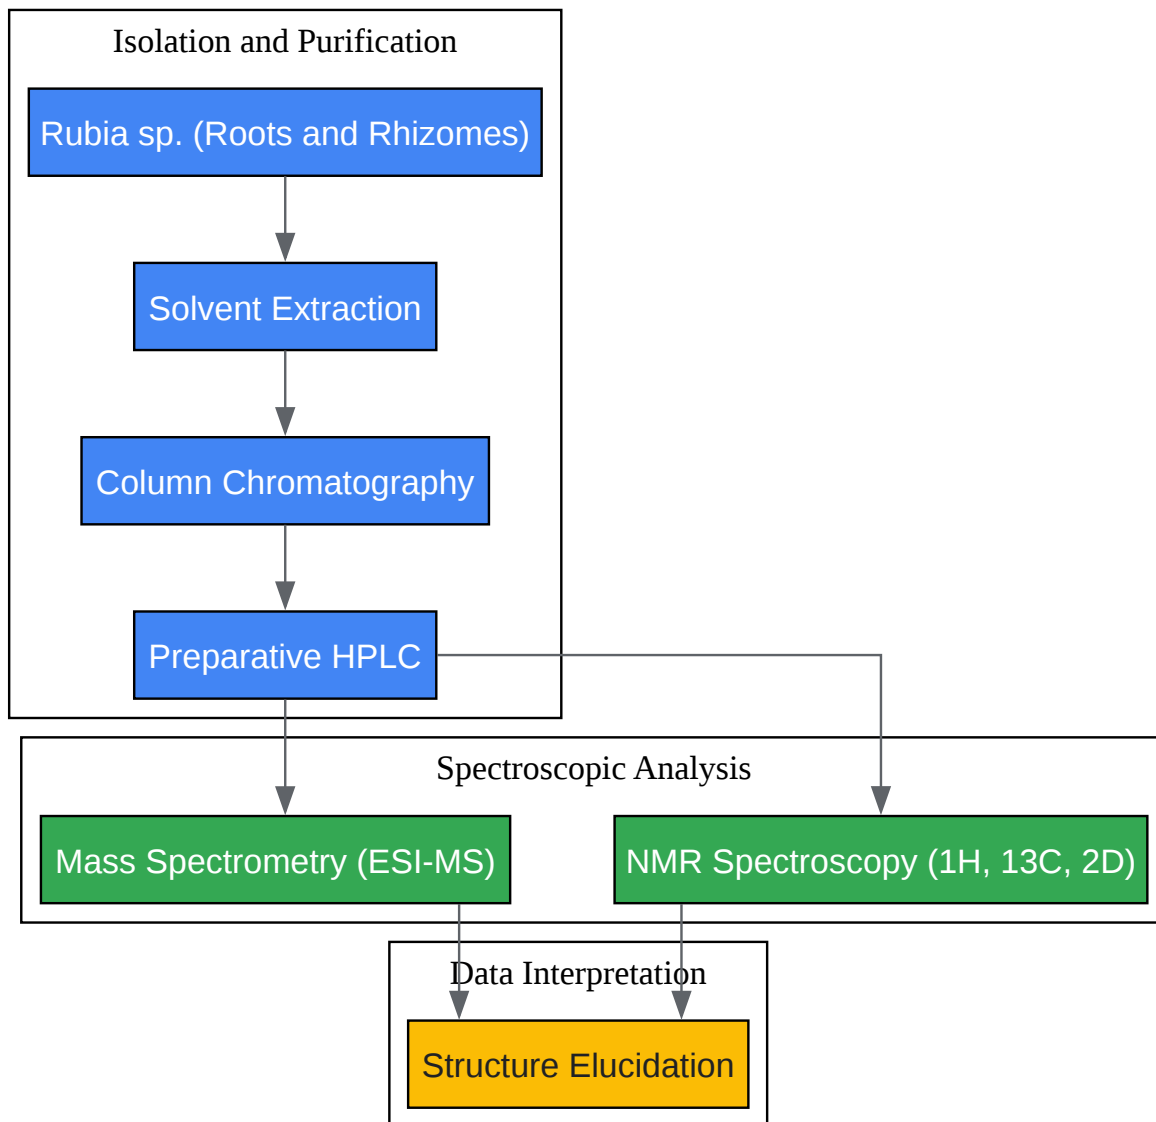 Isolation and Purification
Rubia sp. (Roots and Rhizomes)
Solvent Extraction
Column Chromatography
Preparative HPLC
Spectroscopic Analysis
Mass Spectrometry (ESI-MS)
NMR Spectroscopy (1H, 13C, 2D)
Data Interpretation
Structure Elucidation